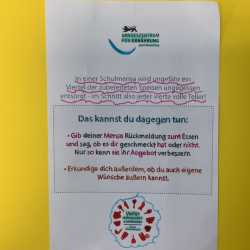 LANDESZENTRUM
FÜR ERNÄHRUNG
In einer Schulmensa wird ungefähr ein
Viertel der zubereiteten Speisen ungegessen
entsorgt - im Schnitt also jeder vierte volle Teller!
Das kannst du dagegen tun:
• Gib deiner Mensa Rückmeldung zum Essen
und sag, ob es dir geschmeckt hat oder nicht.
Nur so kann sie ihr Angebot verbessern.
• Erkundige dich außerdem, ob du auch eigene
Wünsche äußern kannst.